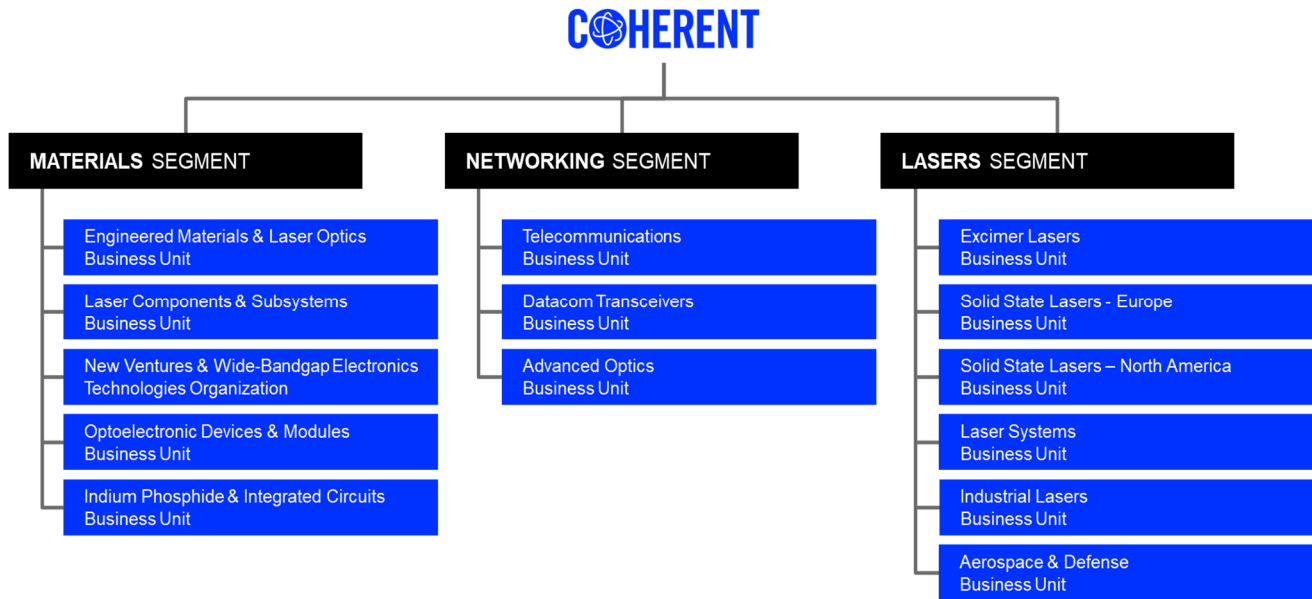 COHERENT
MATERIALS SEGMENT
Engineered Materials & Laser Optics
Business Unit
Laser Components & Subsystems
Business Unit
New Ventures & Wide-Bandgap Electronics
Technologies Organization
Optoelectronic Devices & Modules
Business Unit
Indium Phosphide & Integrated Circuits
Business Unit
NETWORKING SEGMENT
Telecommunications
Business Unit
Datacom Transceivers
Business Unit
Advanced Optics
Business Unit
LASERS SEGMENT
Excimer Lasers
Business Unit
Solid State Lasers - Europe
Business Unit
Solid State Lasers – North America
Business Unit
Laser Systems
Business Unit
Industrial Lasers
Business Unit
Aerospace & Defense
Business Unit